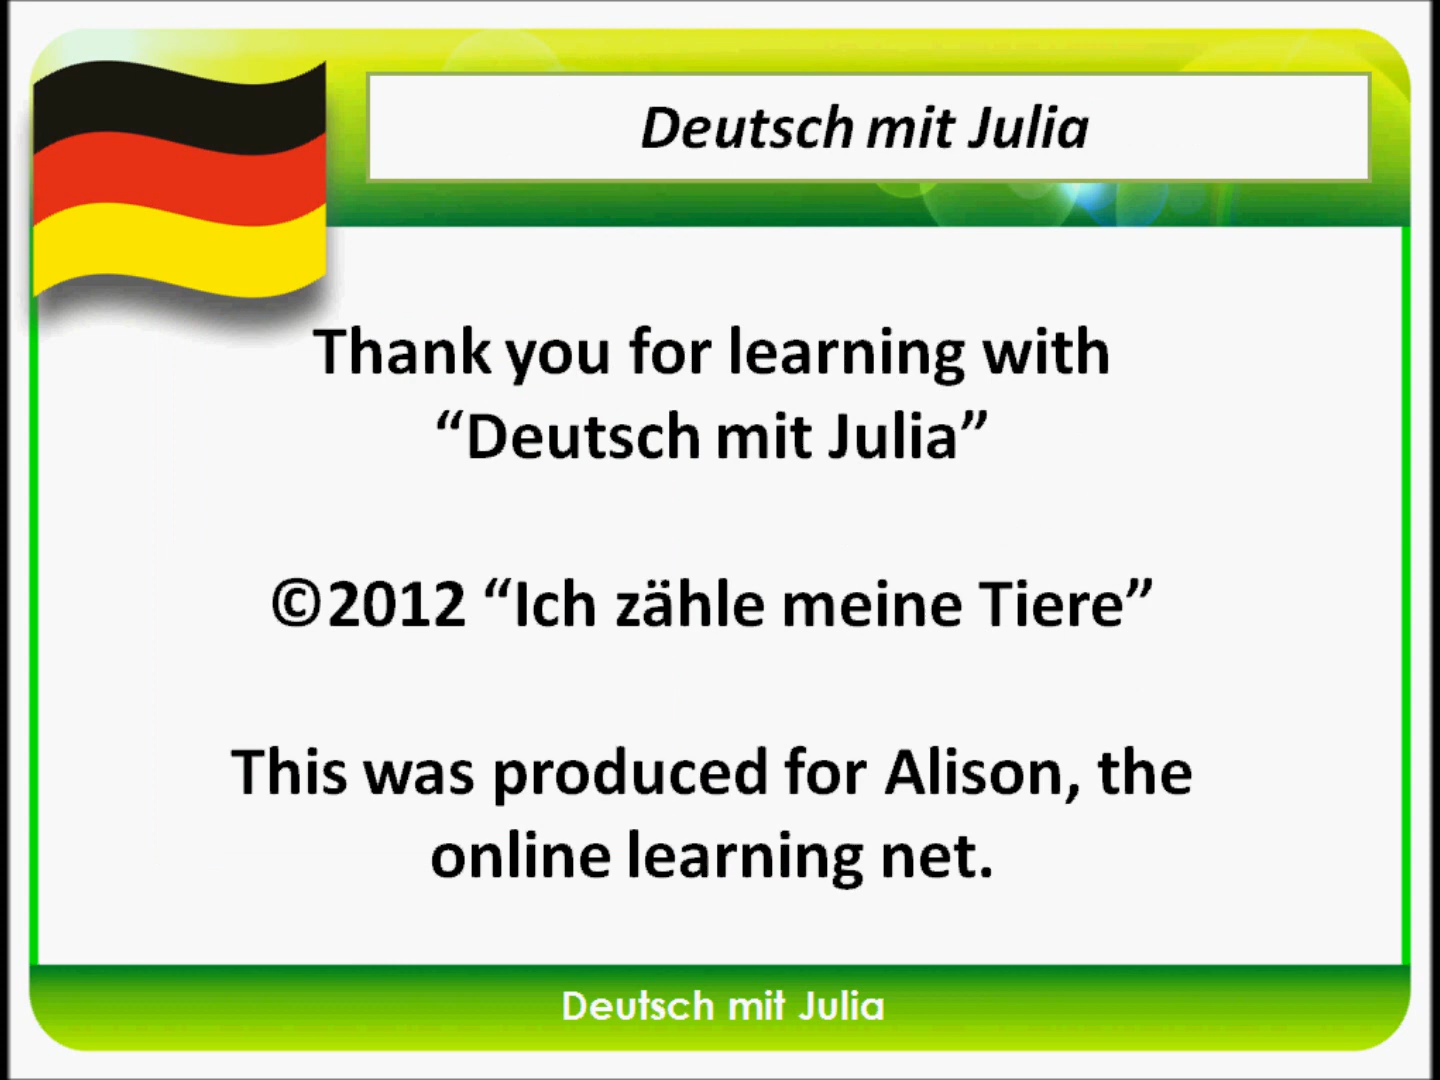 Deutsch mit Julia
Thank you for learning with
“Deutsch mit Julia”
©2012 “Ich zähle meine Tiere”
This was produced for Alison, the
online learning net.
Deutsch mit Julia